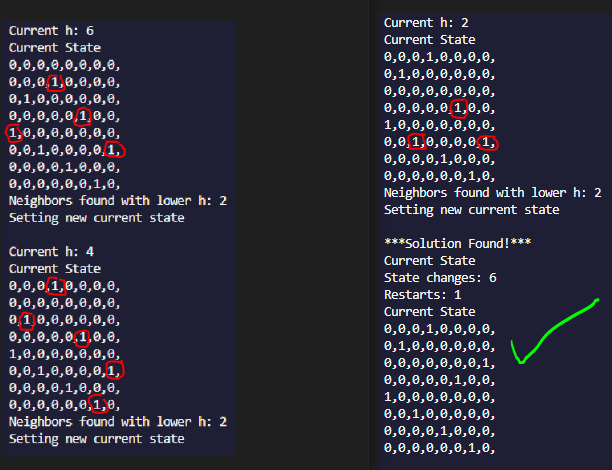 Current h: 6
Current State
0,0,0,0,0,0,0,0,
0,0,0,1,0,0,0,0,
0,1,0,0,0,0,0,0,
0,0,0,0,0,1,0,0,
1,0,0,0,0,0,0,0,
0,0,1,0,0,0,0,1,
0,0,0,0,1,0,0,0,
0,0,0,0,0,0,1,0,
Neighbors found with lower h: 2
Setting new current state
Current h: 4
Current State
0,0,0,1,0,0,0,0,
0,0,0,0,0,0,0,0,
0,1,0,0,0,0,0,0,
0,0,0,0,0,1,0,0,
1,0,0,0,0,0,0,0,
0,0,1,0,0,0,0,1,
0,0,0,0,1,0,0,0,
0,0,0,0,0,0,1,0,
Neighbors found with lower h: 2
Setting new current state
Current h: 2
Current State
0,0,0,1,0,0,0,0,
0,1,0,0,0,0,0,0,
0,0,0,0,0,0,0,0,
0,0,0,0,0,1,0,0,
1,0,0,0,0,0,0,0,
0,0,1,0,0,0,0,1,
0,0,0,0,1,0,0,0,
0,0,0,0,0,0,1,0,
Neighbors found with lower h: 2
Setting new current state
***Solution Found!***
Current State
State changes: 6
Restarts: 1
Current State
0,0,0,1,0,0,0,0,
0,1,0,0,0,0,0,0,
0,0,0,0,0,0,0,1,
0,0,0,0,0,1,0,0,
1,0,0,0,0,0,0,0,
0,0,1,0,0,0,0,0,
0,0,0,0,1,0,0,0,
0,0,0,0,0,0,1,0,